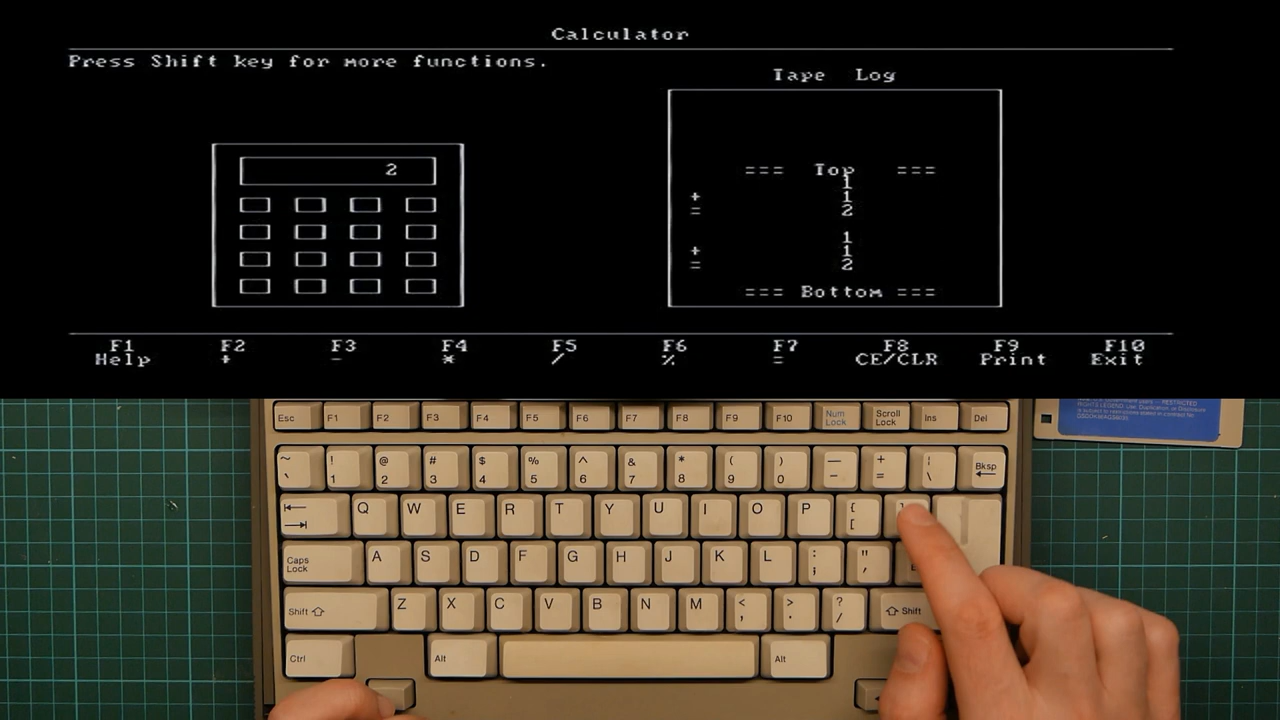 Calculator
Press Shift key for more functions.
Tape Log
2
=== Top ===
1
+ 1
= 2
1
+ 1
= 2
=== Bottom ===
F1 F2 F3 F4 F5 F6 F7 F8 F9 F10
Help + - * / % = CE/CLR Print Exit
Esc F1 F2 F3 F4 F5 F6 F7 F8 F9 F10 Num Lock Scroll Lock Ins Del
~ ` ! 1 @ 2 # 3 $ 4 % 5 ^ 6 & 7 * 8 ( 9 ) 0 — - + = ¦ \ Bksp
Q W E R T Y U I O P { [
Caps Lock A S D F G H J K L : ; " '
Shift Z X C V B N M < , > . ? / Shift
Ctrl Alt Alt